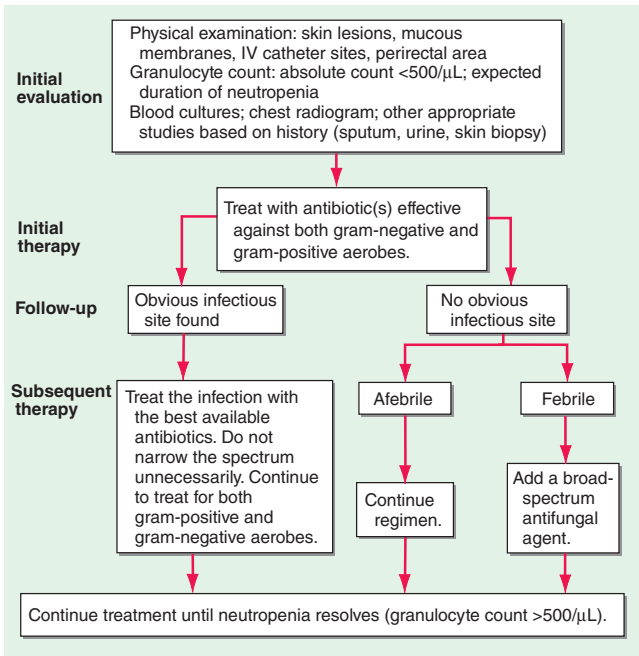 Initial
evaluation
Physical examination: skin lesions, mucous
membranes, IV catheter sites, perirectal area
Granulocyte count: absolute count <500/μL; expected
duration of neutropenia
Blood cultures; chest radiogram; other appropriate
studies based on history (sputum, urine, skin biopsy)
Initial
therapy
Treat with antibiotic(s) effective
against both gram-negative and
gram-positive aerobes.
Follow-up
Obvious infectious
site found
No obvious
infectious site
Subsequent
therapy
Treat the infection with
the best available
antibiotics. Do not
narrow the spectrum
unnecessarily. Continue
to treat for both
gram-positive and
gram-negative aerobes.
Afebrile
Febrile
Continue
regimen.
Add a broad-
spectrum
antifungal
agent.
Continue treatment until neutropenia resolves (granulocyte count >500/μL).